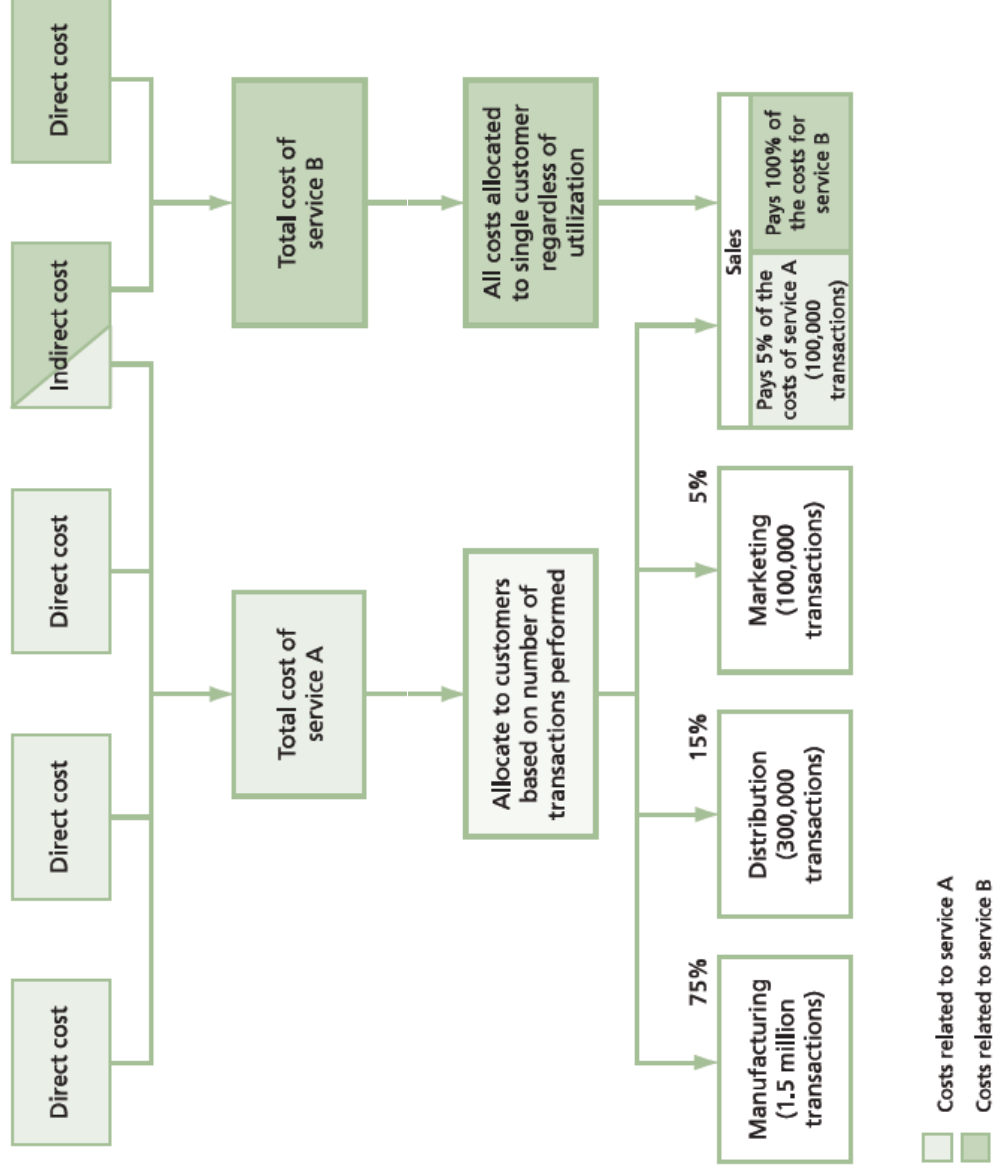 Direct cost
Direct cost
Direct cost
Indirect cost
Direct cost
Total cost of
service A
Total cost of
service B
Allocate to customers
based on number of
transactions performed
All costs allocated
to single customer
regardless of
utilization
75%
15%
5%
Manufacturing
(1.5 million
transactions)
Distribution
(300,000
transactions)
Marketing
(100,000
transactions)
Sales
Pays 5% of the
costs of service A
(100,000
transactions)
Pays 100% of
the costs for
service B
Costs related to service A
Costs related to service B